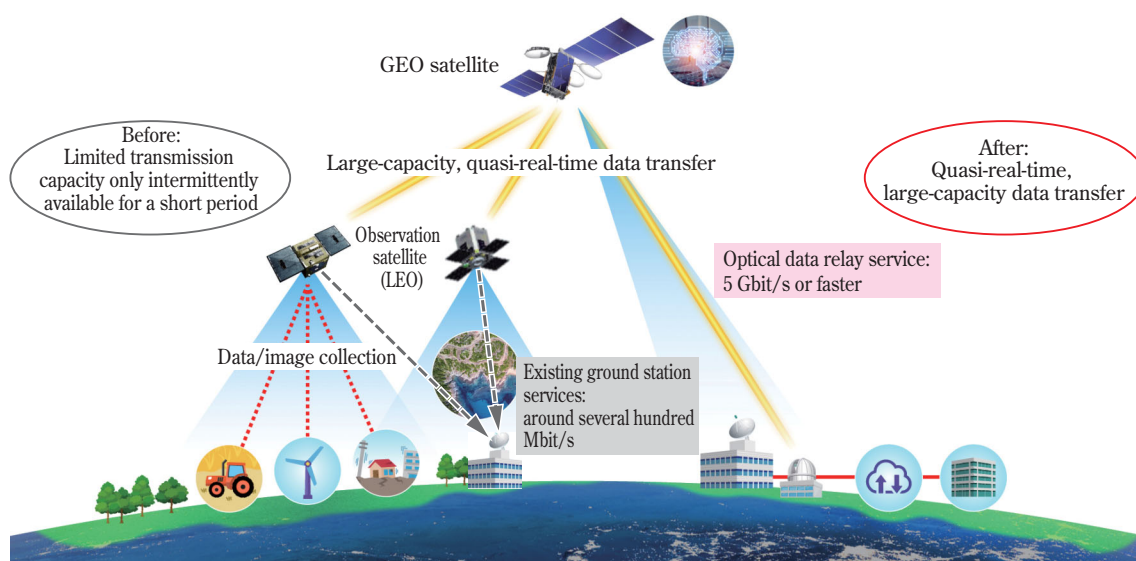 GEO satellite
Before:
Limited transmission
capacity only intermittently
available for a short period
Large-capacity, quasi-real-time data transfer
After:
Quasi-real-time,
large-capacity data transfer
Observation
satellite
(LEO)
Optical data relay service:
5 Gbit/s or faster
Data/image collection
Existing ground station
services:
around several hundred
Mbit/s